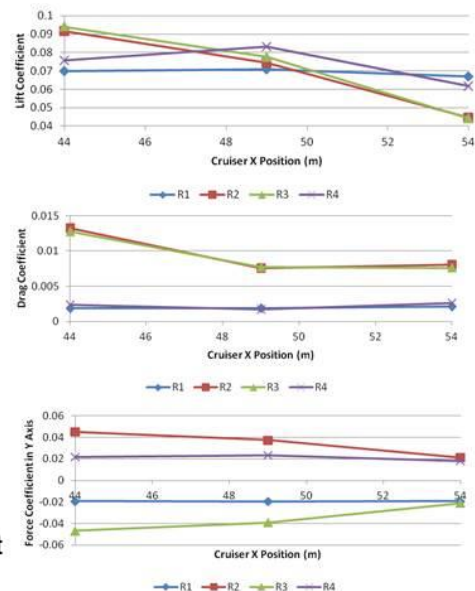 Lift Coefficient
0.1
0.09
0.08
0.07
0.06
0.05
0.04
44 46 48 50 52 54
Cruiser X Position (m)
R1 R2 R3 R4
Drag Coefficient
0.015
0.01
0.005
0
44 46 48 50 52 54
Cruiser X Position (m)
R1 R2 R3 R4
Force Coefficient in Y Axis
0.06
0.04
0.02
0
-0.02
-0.04
-0.06
44 46 48 50 52 54
Cruiser X Position (m)
R1 R2 R3 R4